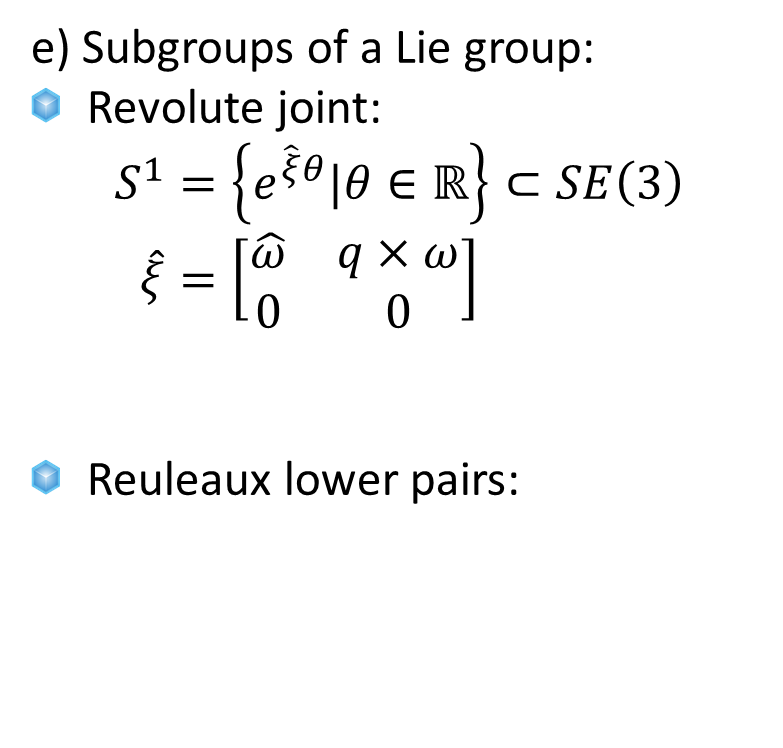 e) Subgroups of a Lie group:
Revolute joint:
$S^1 = \left\{ e^{\hat{\xi}\theta} | \theta \in \mathbb{R} \right\} \subset SE(3)$
$\hat{\xi} = \begin{bmatrix} \widehat{\omega} & q \times \omega \\ 0 & 0 \end{bmatrix}$
Reuleaux lower pairs: